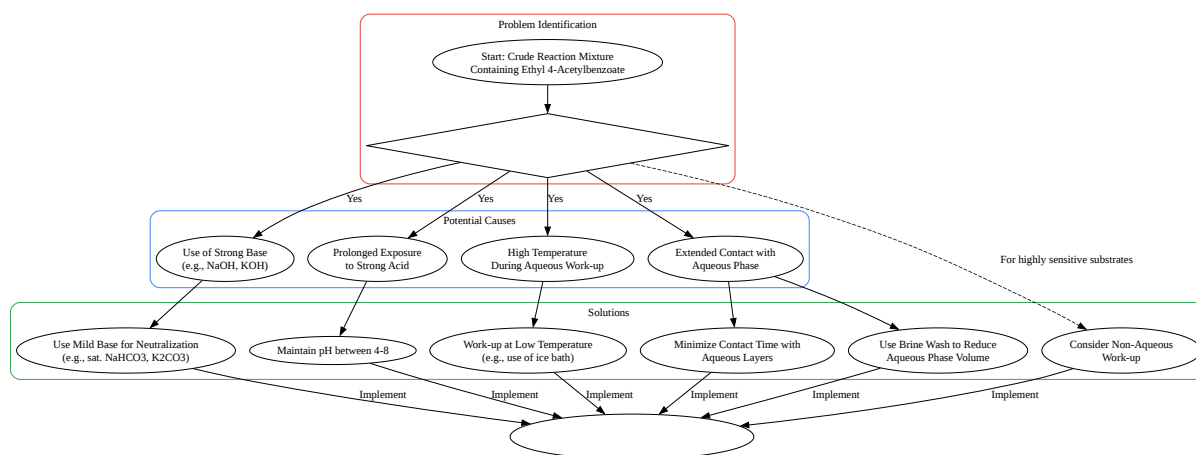 Problem Identification
Start: Crude Reaction Mixture
Containing Ethyl 4-Acetylbenzoate
Yes
Yes
Yes
Yes
Potential Causes
Use of Strong Base
(e.g., NaOH, KOH)
Prolonged Exposure
to Strong Acid
High Temperature
During Aqueous Work-up
Extended Contact with
Aqueous Phase
For highly sensitive substrates
Solutions
Use Mild Base for Neutralization
(e.g., sat. NaHCO3, K2CO3)
Maintain pH between 4-8
Work-up at Low Temperature
(e.g., use of ice bath)
Minimize Contact Time with
Aqueous Layers
Use Brine Wash to Reduce
Aqueous Phase Volume
Consider Non-Aqueous
Work-up
Implement
Implement
Implement
Implement
Implement
Implement